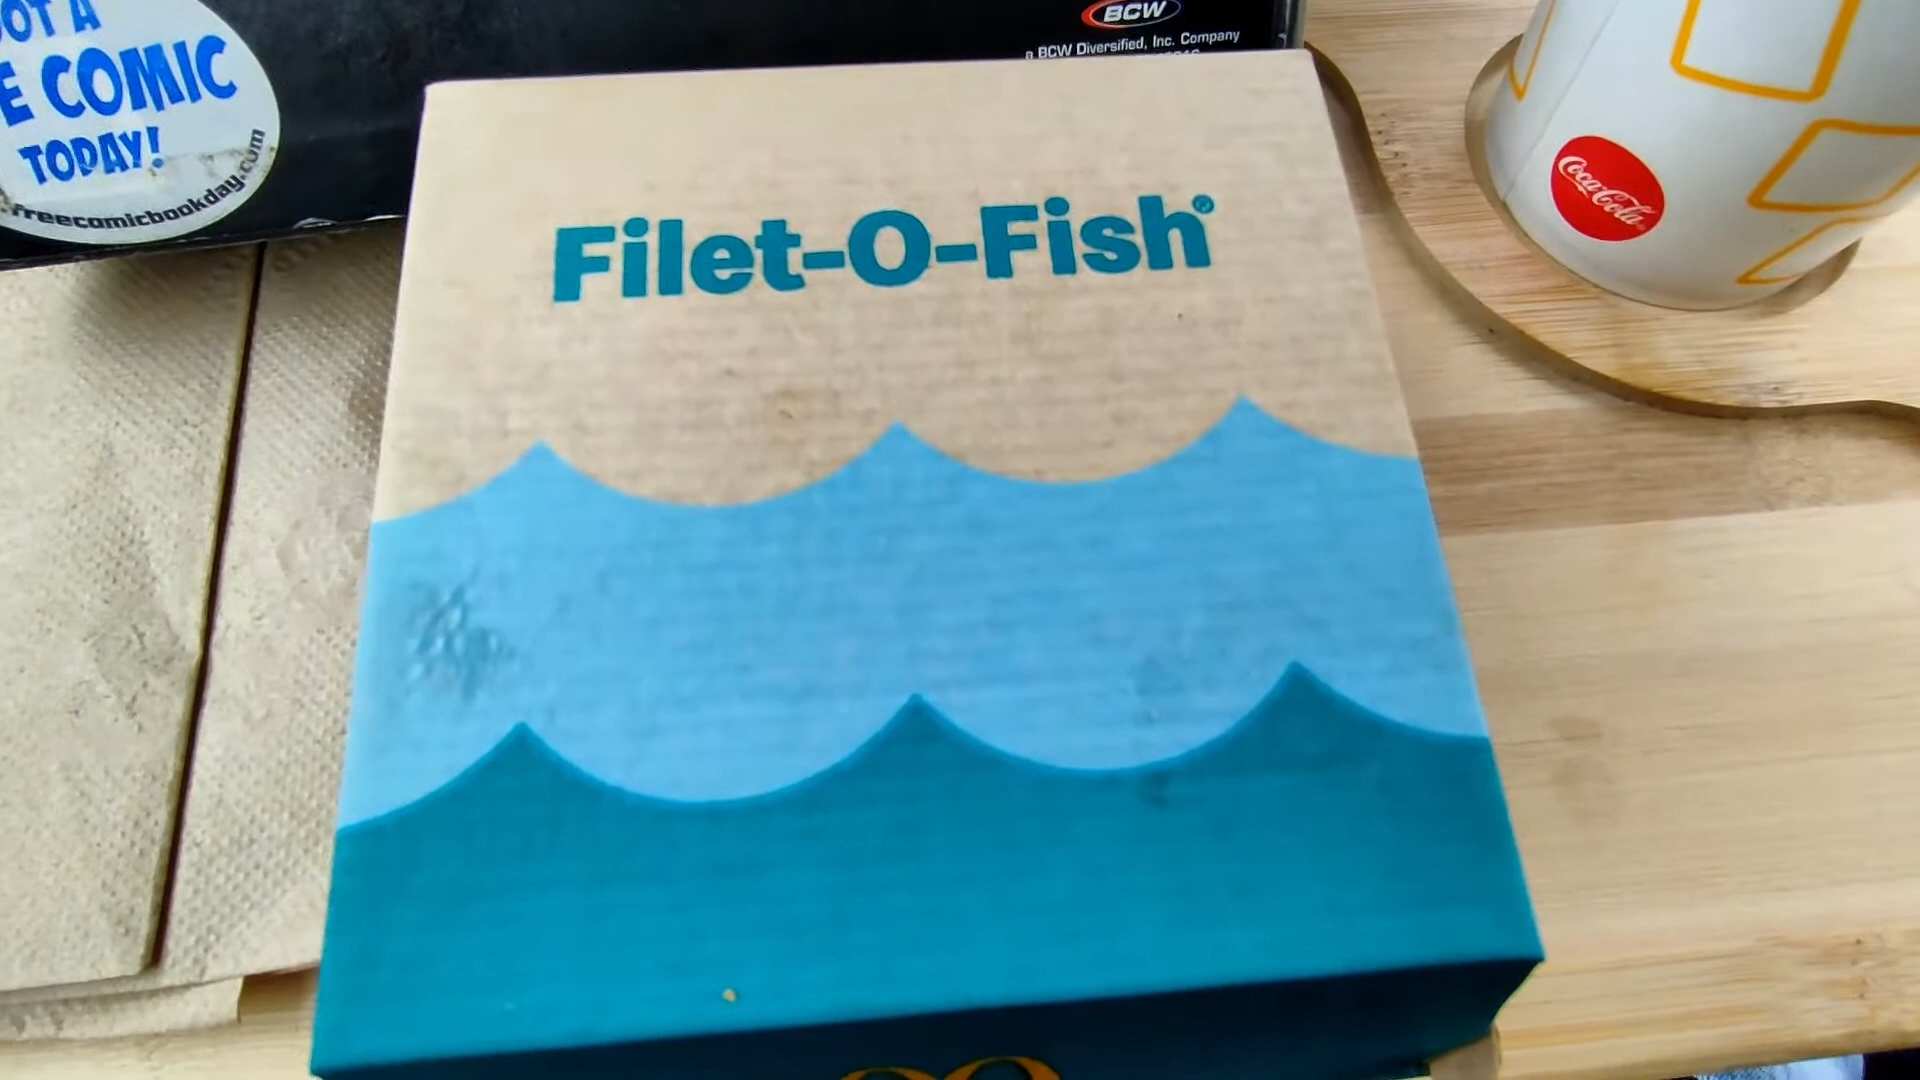 OT A
E COMIC
TODAY!
freecomicbookday.com
BCW
a BCW Diversified, Inc. Company
Filet-O-Fish®
Coca-Cola